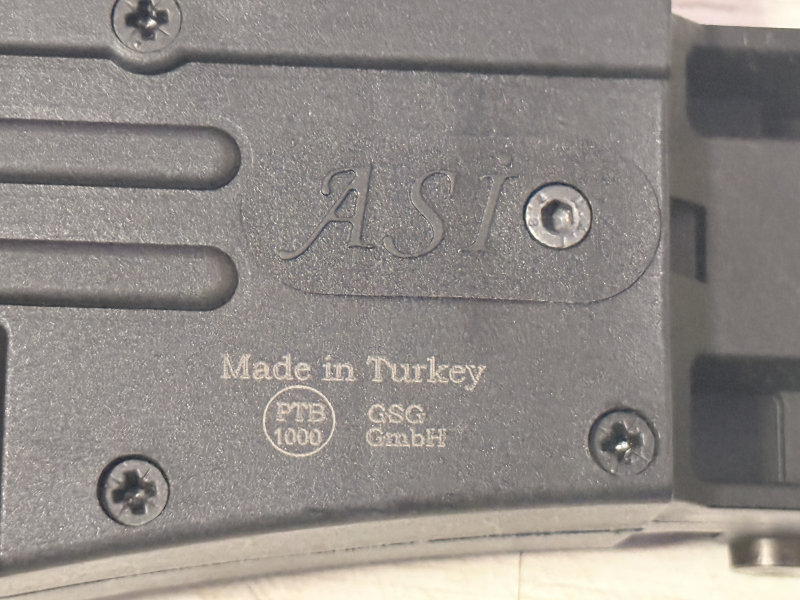 ASİ
Made in Turkey
PTB
1000
GSG
GmbH